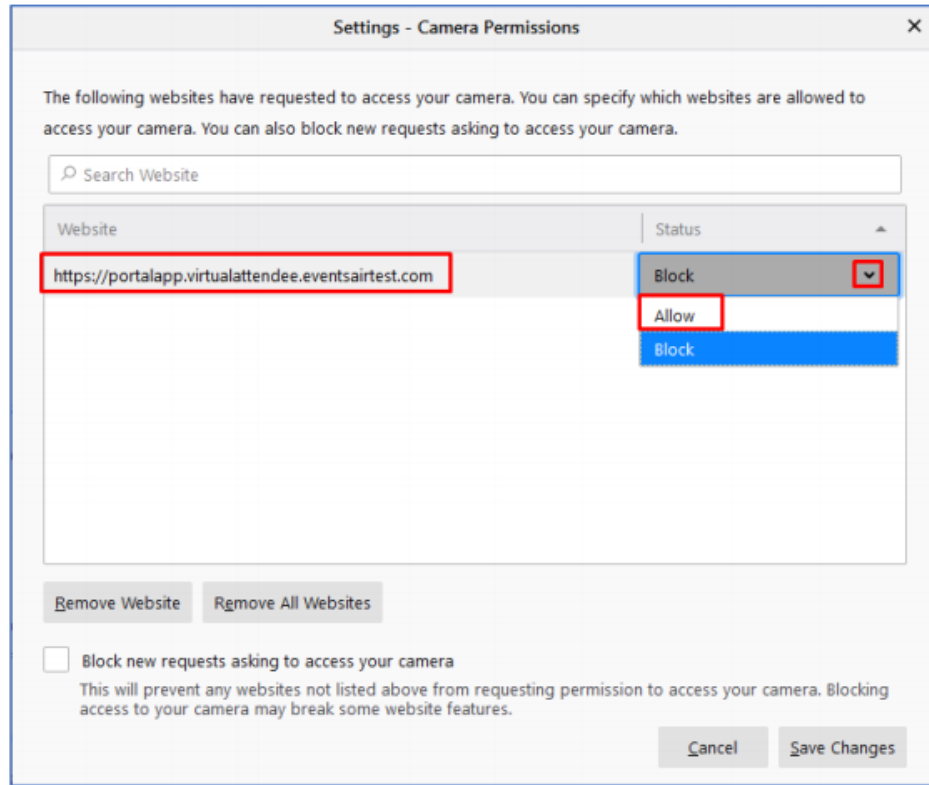 Settings - Camera Permissions
The following websites have requested to access your camera. You can specify which websites are allowed to
access your camera. You can also block new requests asking to access your camera.
Search Website
Website Status
https://portalapp.virtualattendee.eventsairtest.com Block
Allow
Block
Remove Website Remove All Websites
Block new requests asking to access your camera
This will prevent any websites not listed above from requesting permission to access your camera. Blocking
access to your camera may break some website features.
Cancel Save Changes